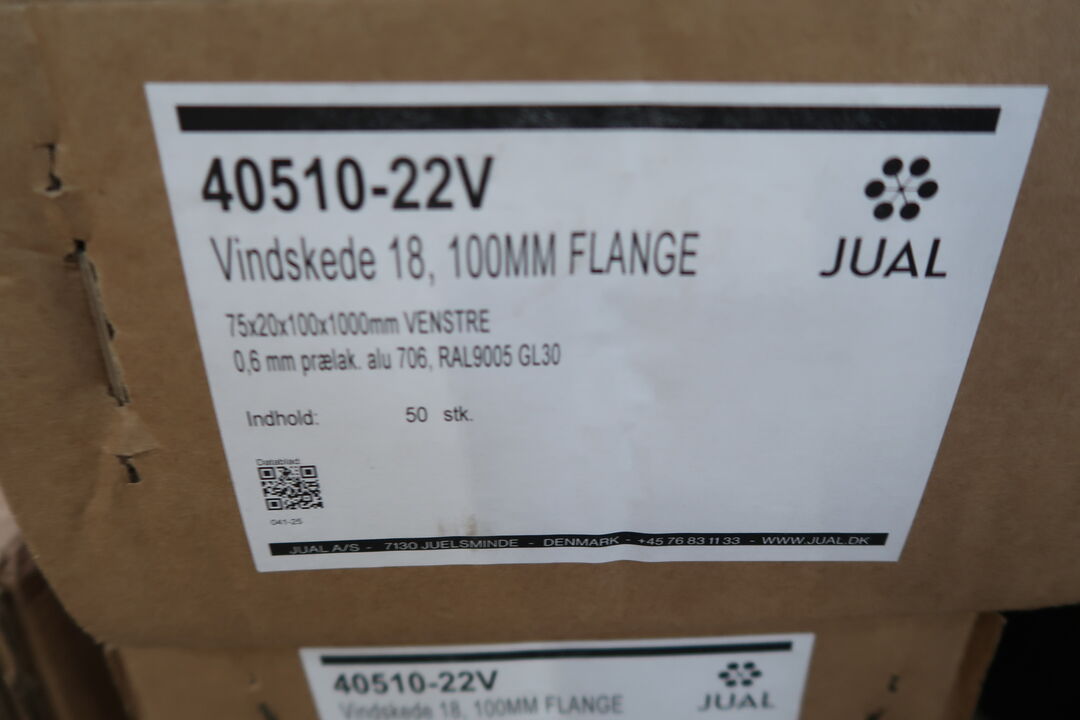 40510-22V
JUAL
Vindskede 18, 100MM FLANGE
75x20x100x1000mm VENSTRE
0,6 mm prælak. alu 706, RAL9005 GL30
Indhold: 50 stk.
Datablad
041-25
JUAL A/S - 7130 JUELSMINDE - DENMARK - +45 76 83 11 33 - WWW.JUAL.DK
40510-22V
JUAL
Vindskede 18, 100MM FLANGE